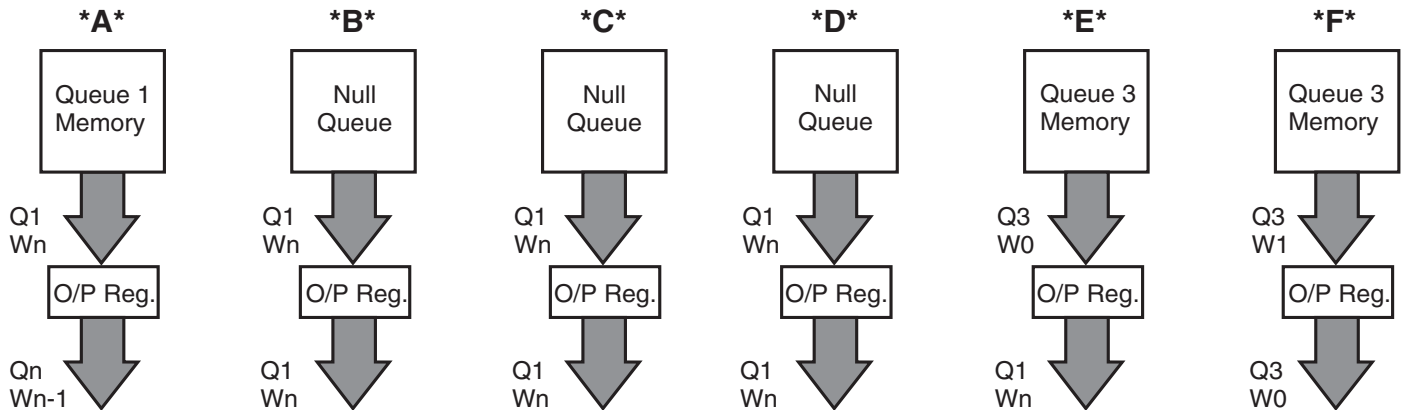 *A*
*B*
*C*
*D*
*E*
*F*
Queue 1
Memory
Null
Queue
Null
Queue
Null
Queue
Queue 3
Memory
Queue 3
Memory
Q1
Wn
Q1
Wn
Q1
Wn
Q1
Wn
Q3
W0
Q3
W1
O/P Reg.
O/P Reg.
O/P Reg.
O/P Reg.
O/P Reg.
O/P Reg.
Qn
Wn-1
Q1
Wn
Q1
Wn
Q1
Wn
Q1
Wn
Q3
W0